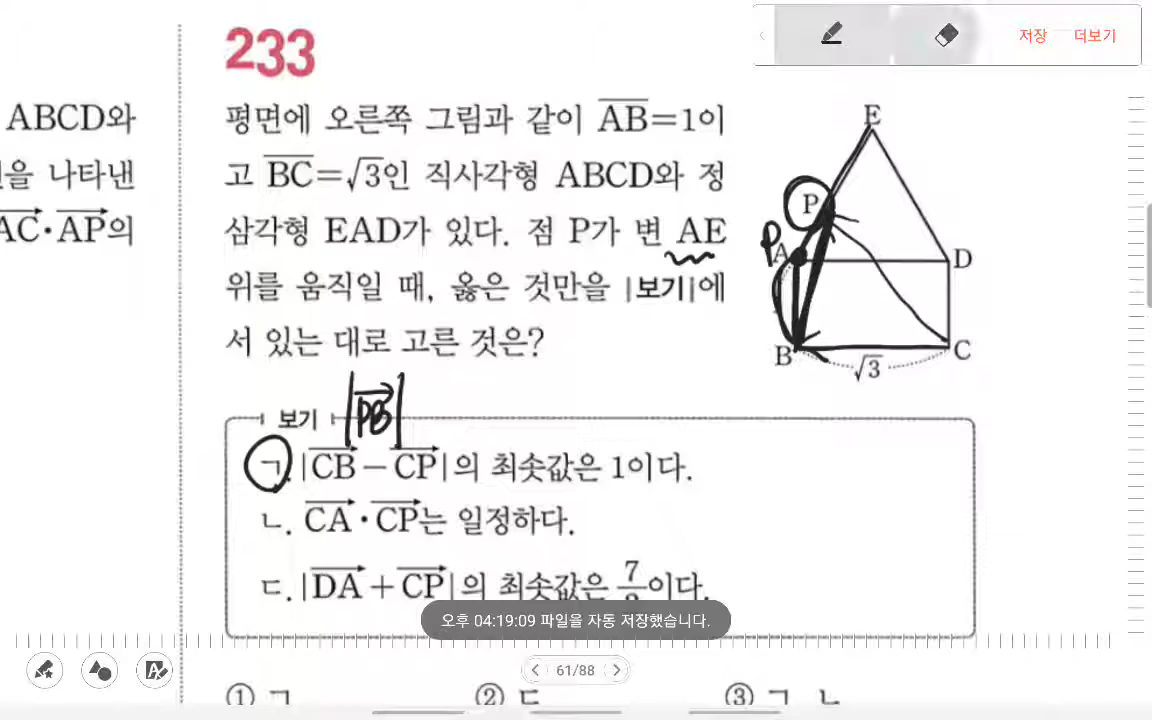 233
저장 더보기
ABCD와
을 나타낸
AC·AP의
평면에 오른쪽 그림과 같이 AB=1이
고 BC=√3인 직사각형 ABCD와 정
삼각형 EAD가 있다. 점 P가 변 AE
위를 움직일 때, 옳은 것만을 |보기|에
서 있는 대로 고른 것은?
E
P
P
A
D
B
C
√3
보기
|PB|
ㄱ. |CB-CP|의 최솟값은 1이다.
ㄴ. CA·CP는 일정하다.
ㄷ. |DA+CP|의 최솟값은 7/ 이다.
오후 04:19:09 파일을 자동 저장했습니다.
61/88
① ㄱ ② ㄷ ③ ㄱ ㄴ